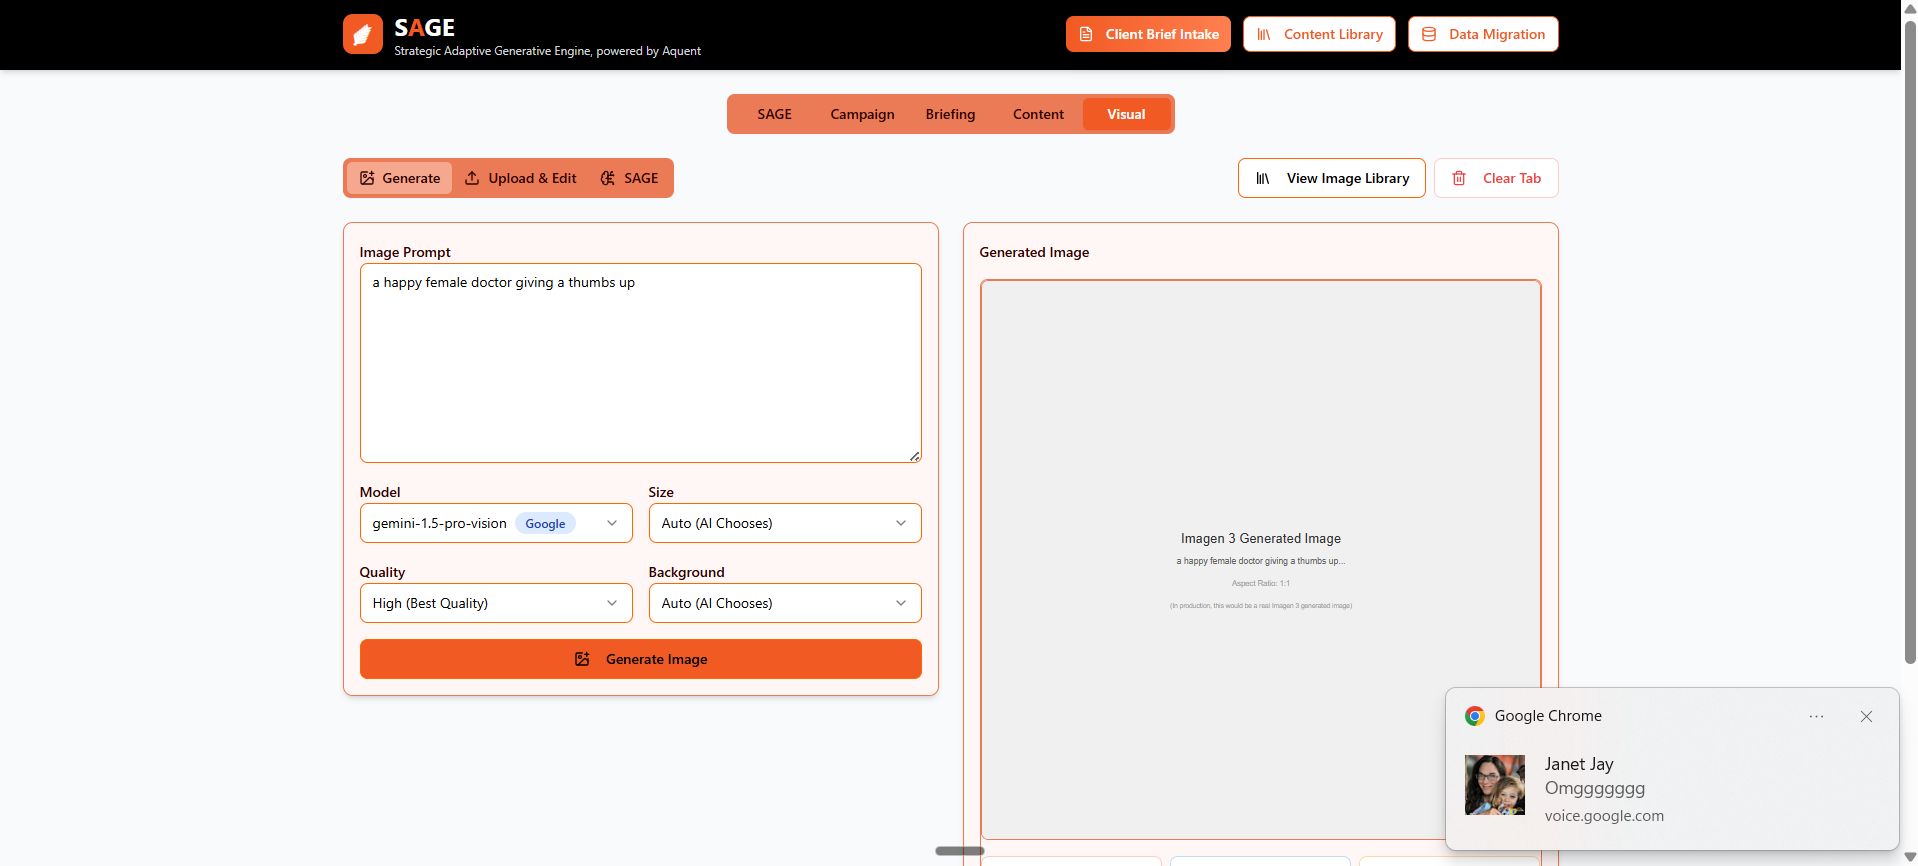 SAGE
Strategic Adaptive Generative Engine, powered by Aquent
Client Brief Intake
Content Library
Data Migration
SAGE
Campaign
Briefing
Content
Visual
Generate
Upload & Edit
SAGE
View Image Library
Clear Tab
Image Prompt
a happy female doctor giving a thumbs up
Model
Size
gemini-1.5-pro-vision Google
Auto (AI Chooses)
Quality
Background
High (Best Quality)
Auto (AI Chooses)
Generate Image
Generated Image
Imagen 3 Generated Image
a happy female doctor giving a thumbs up...
Aspect Ratio: 1:1
(In production, this would be a real Imagen 3 generated image)
Google Chrome
Janet Jay
Omggggggg
voice.google.com